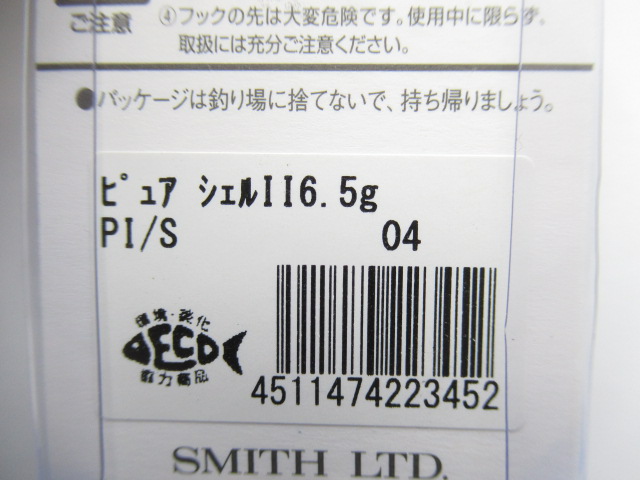 ご注意
④フックの先は大変危険です。使用中に限らず、
取扱には充分ご注意ください。
●パッケージは釣り場に捨てないで、持ち帰りましょう。
ﾋﾟｭｱ ｼｪﾙII6.5g
PI/S 04
環境・美化
ECO
協力商品
4511474223452
SMITH LTD.